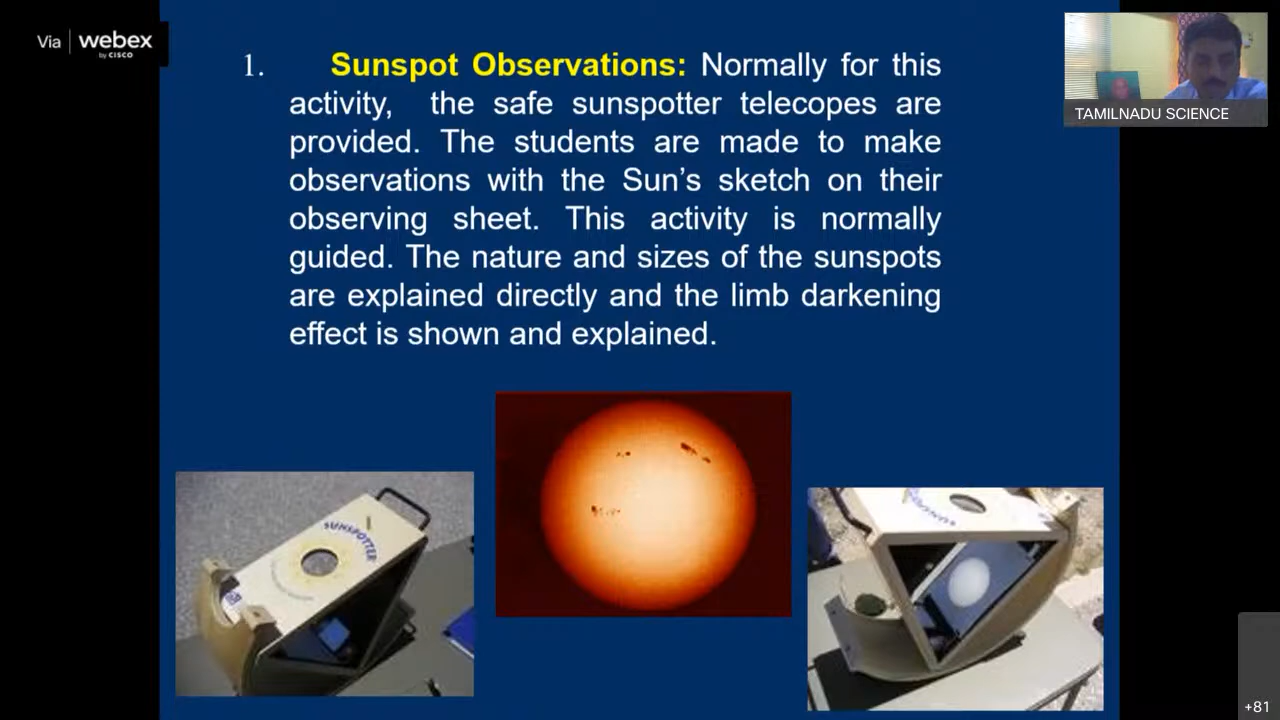 Via webex
by CISCO
TAMILNADU SCIENCE
1. Sunspot Observations: Normally for this
activity, the safe sunspotter telecopes are
provided. The students are made to make
observations with the Sun's sketch on their
observing sheet. This activity is normally
guided. The nature and sizes of the sunspots
are explained directly and the limb darkening
effect is shown and explained.
SUNSPOTTER
+81